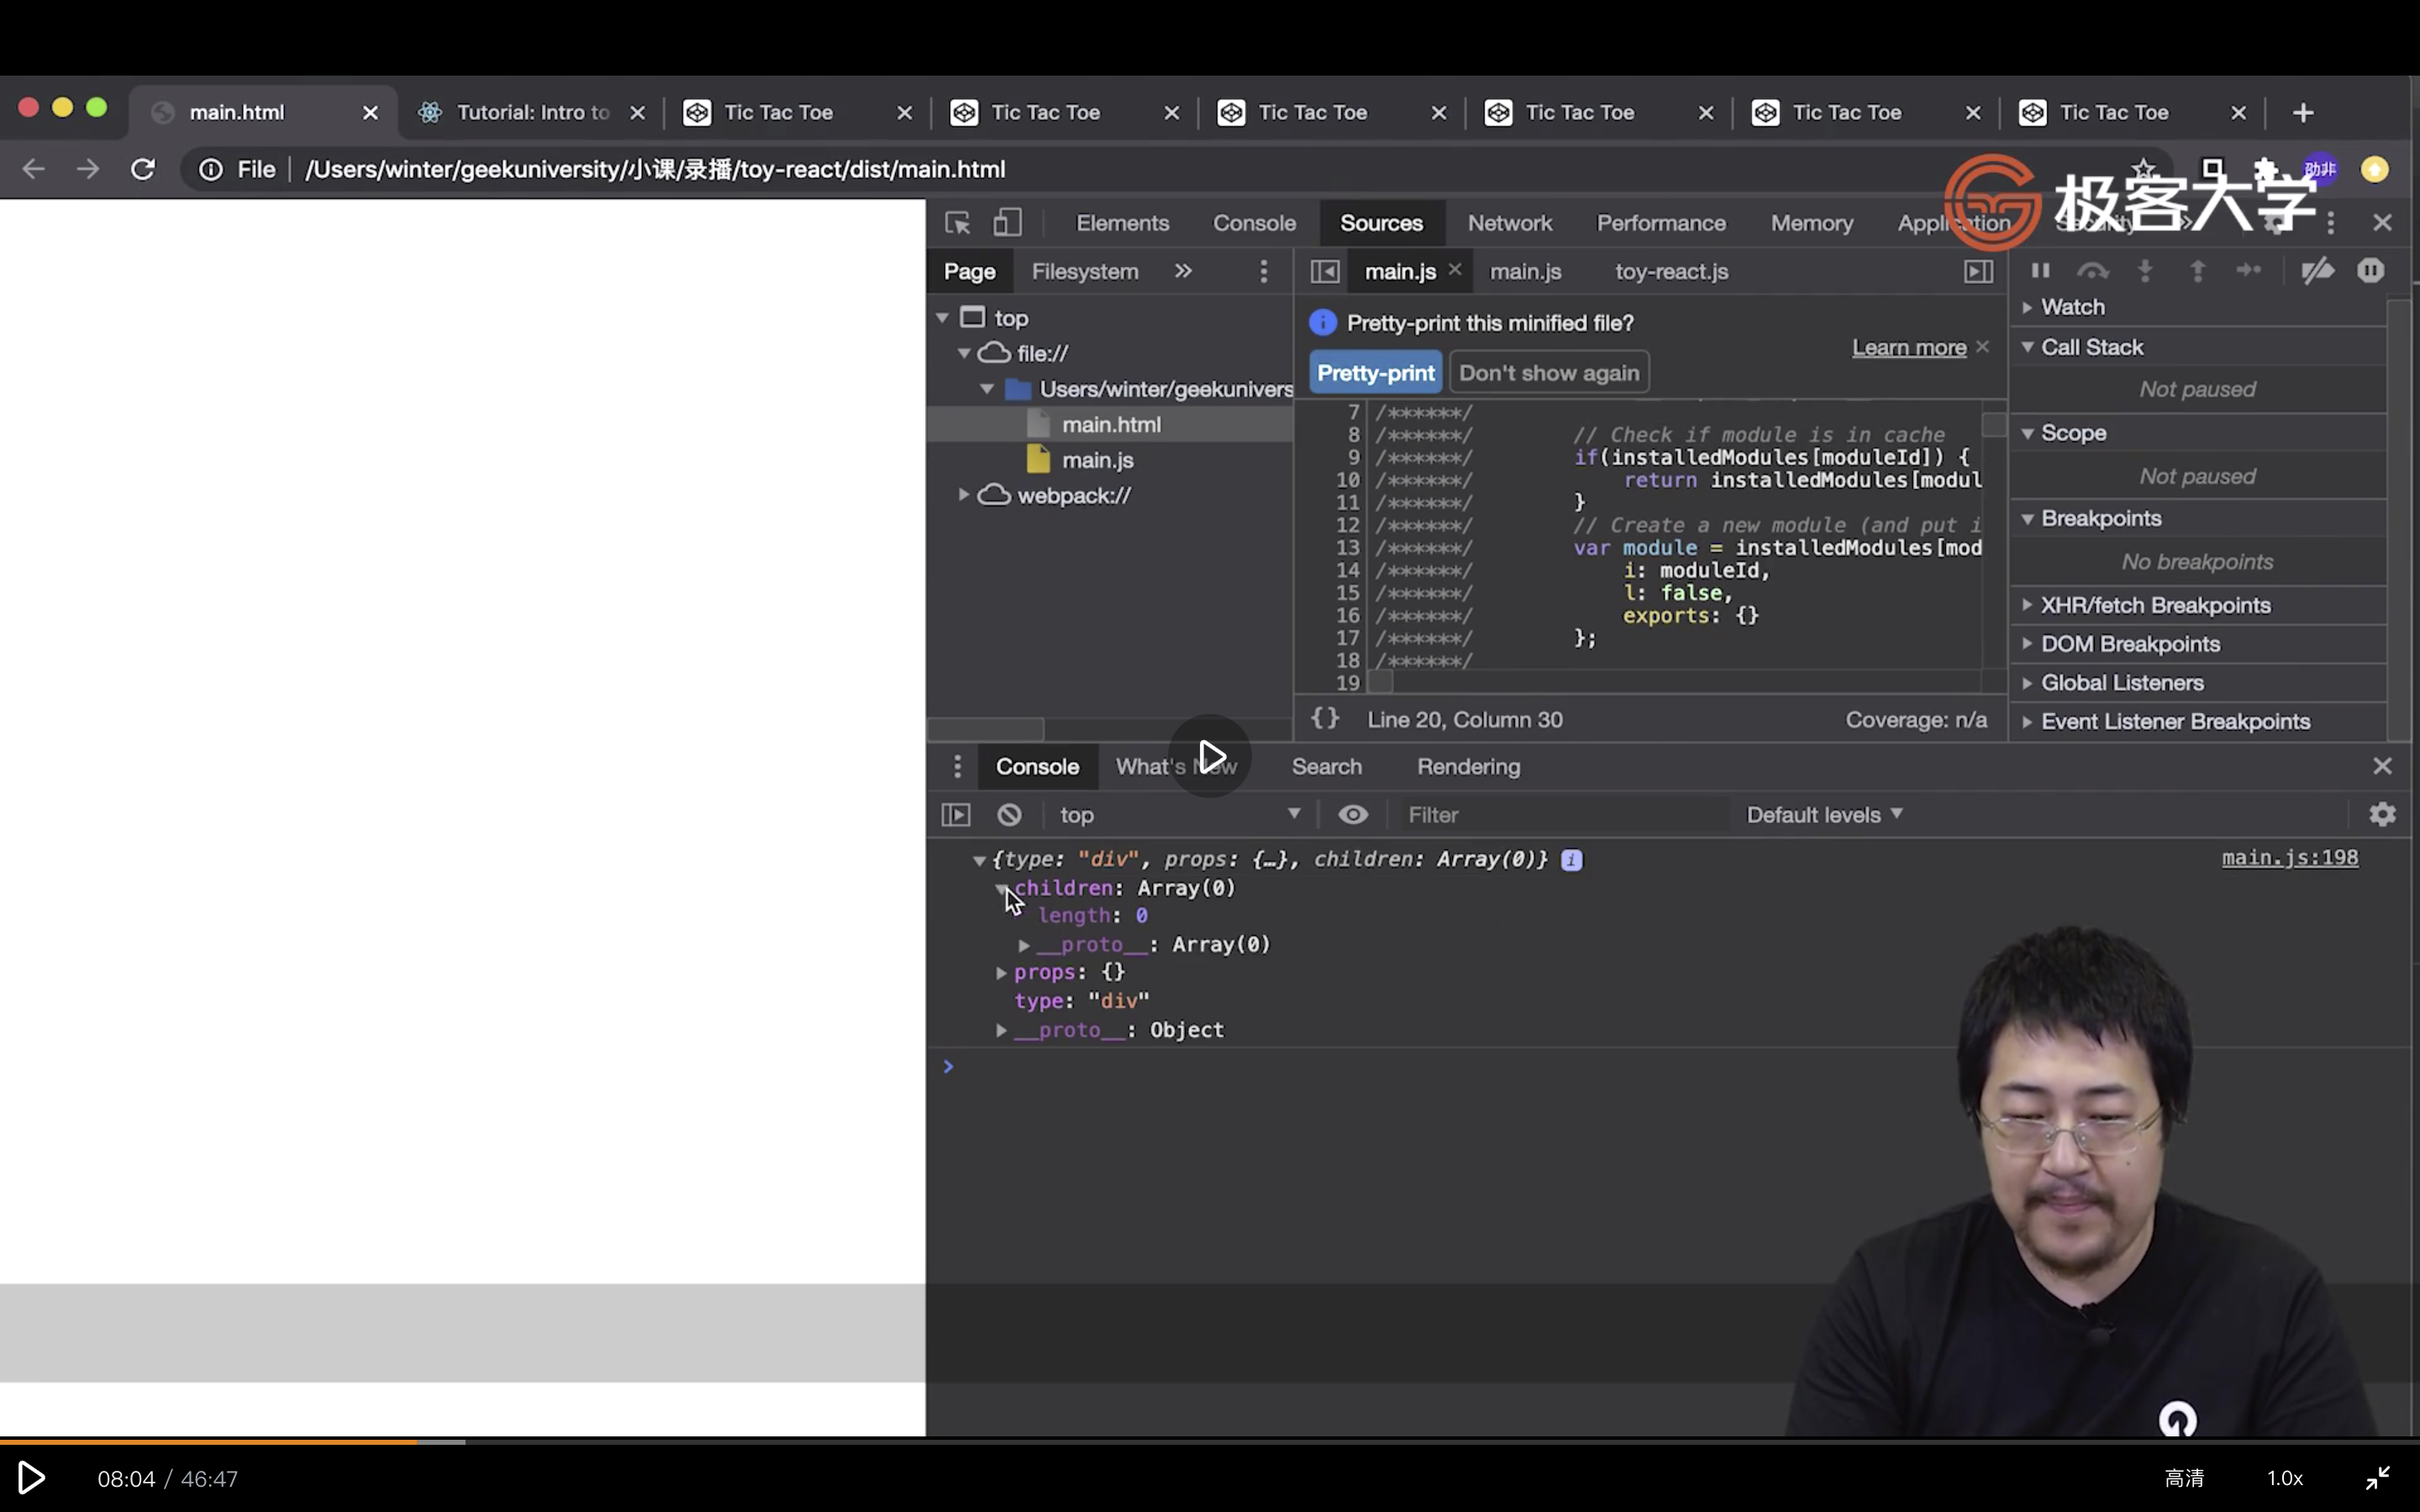 main.html
Tutorial: Intro to
Tic Tac Toe
Tic Tac Toe
Tic Tac Toe
Tic Tac Toe
Tic Tac Toe
Tic Tac Toe
File
/Users/winter/geekuniversity//小课/录播/toy-react/dist/main.html
劭非
极客大学
Elements
Console
Sources
Network
Performance
Memory
Application
Security
Page
Filesystem
main.js
main.js
toy-react.js
top
file://
Users/winter/geekunivers
main.html
main.js
webpack://
Pretty-print this minified file?
Learn more
Pretty-print
Don't show again
7 /******/
8 /******/ // Check if module is in cache
9 /******/ if(installedModules[moduleId]) {
10 /******/ return installedModules[modul
11 /******/ }
12 /******/ // Create a new module (and put i
13 /******/ var module = installedModules[mod
14 /******/ i: moduleId,
15 /******/ l: false,
16 /******/ exports: {}
17 /******/ };
18 /******/
19
{} Line 20, Column 30
Coverage: n/a
Watch
Call Stack
Not paused
Scope
Not paused
Breakpoints
No breakpoints
XHR/fetch Breakpoints
DOM Breakpoints
Global Listeners
Event Listener Breakpoints
Console
What's New
Search
Rendering
top
Filter
Default levels
{type: "div", props: {…}, children: Array(0)}
main.js:198
children: Array(0)
length: 0
__proto__: Array(0)
props: {}
type: "div"
__proto__: Object
08:04 / 46:47
高清
1.0x